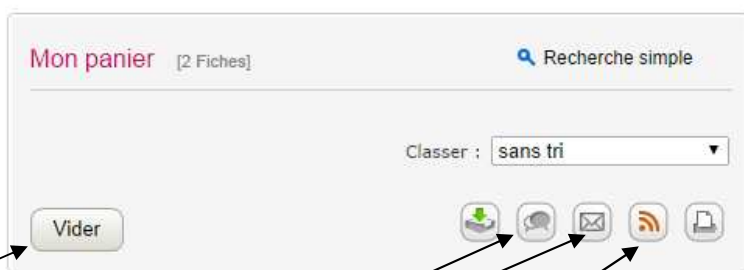 Mon panier [2 Fiches] Recherche simple
Classer : sans tri
Vider